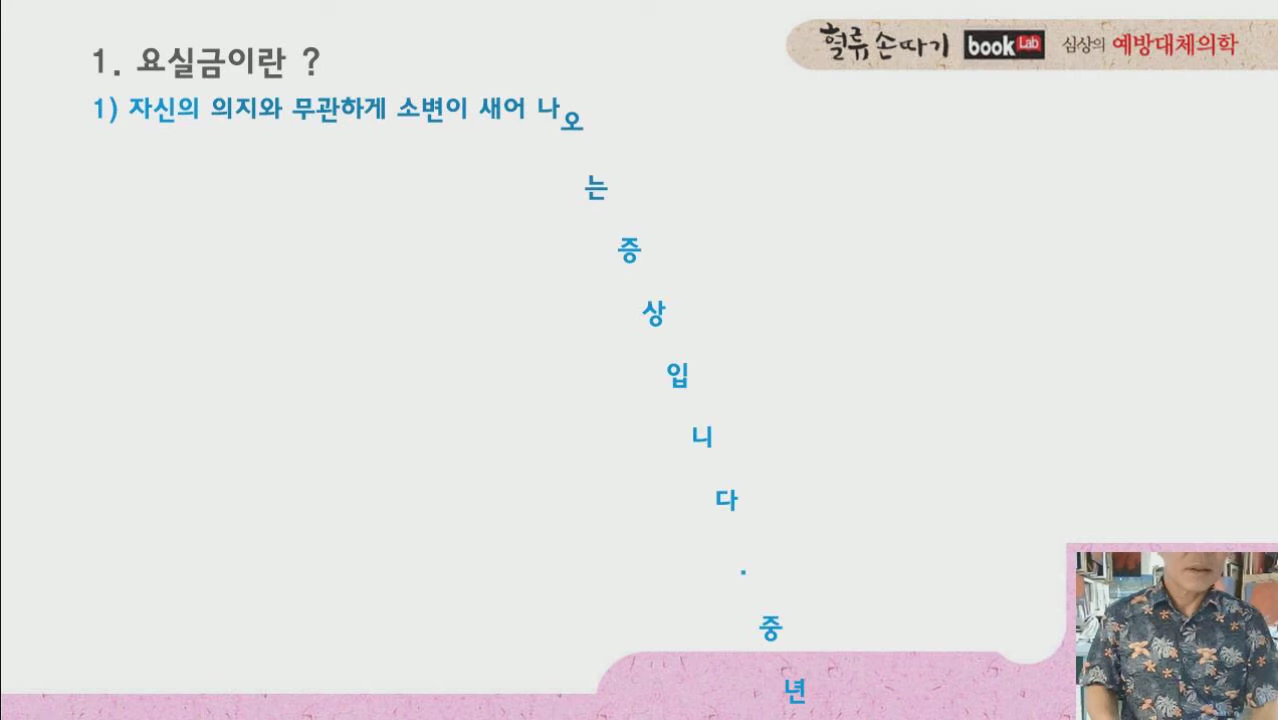 1. 요실금이란 ?
혈류 손따기 book Lab 심상의 예방대체의학
1) 자신의 의지와 무관하게 소변이 새어 나오는 증상입니다. 중년